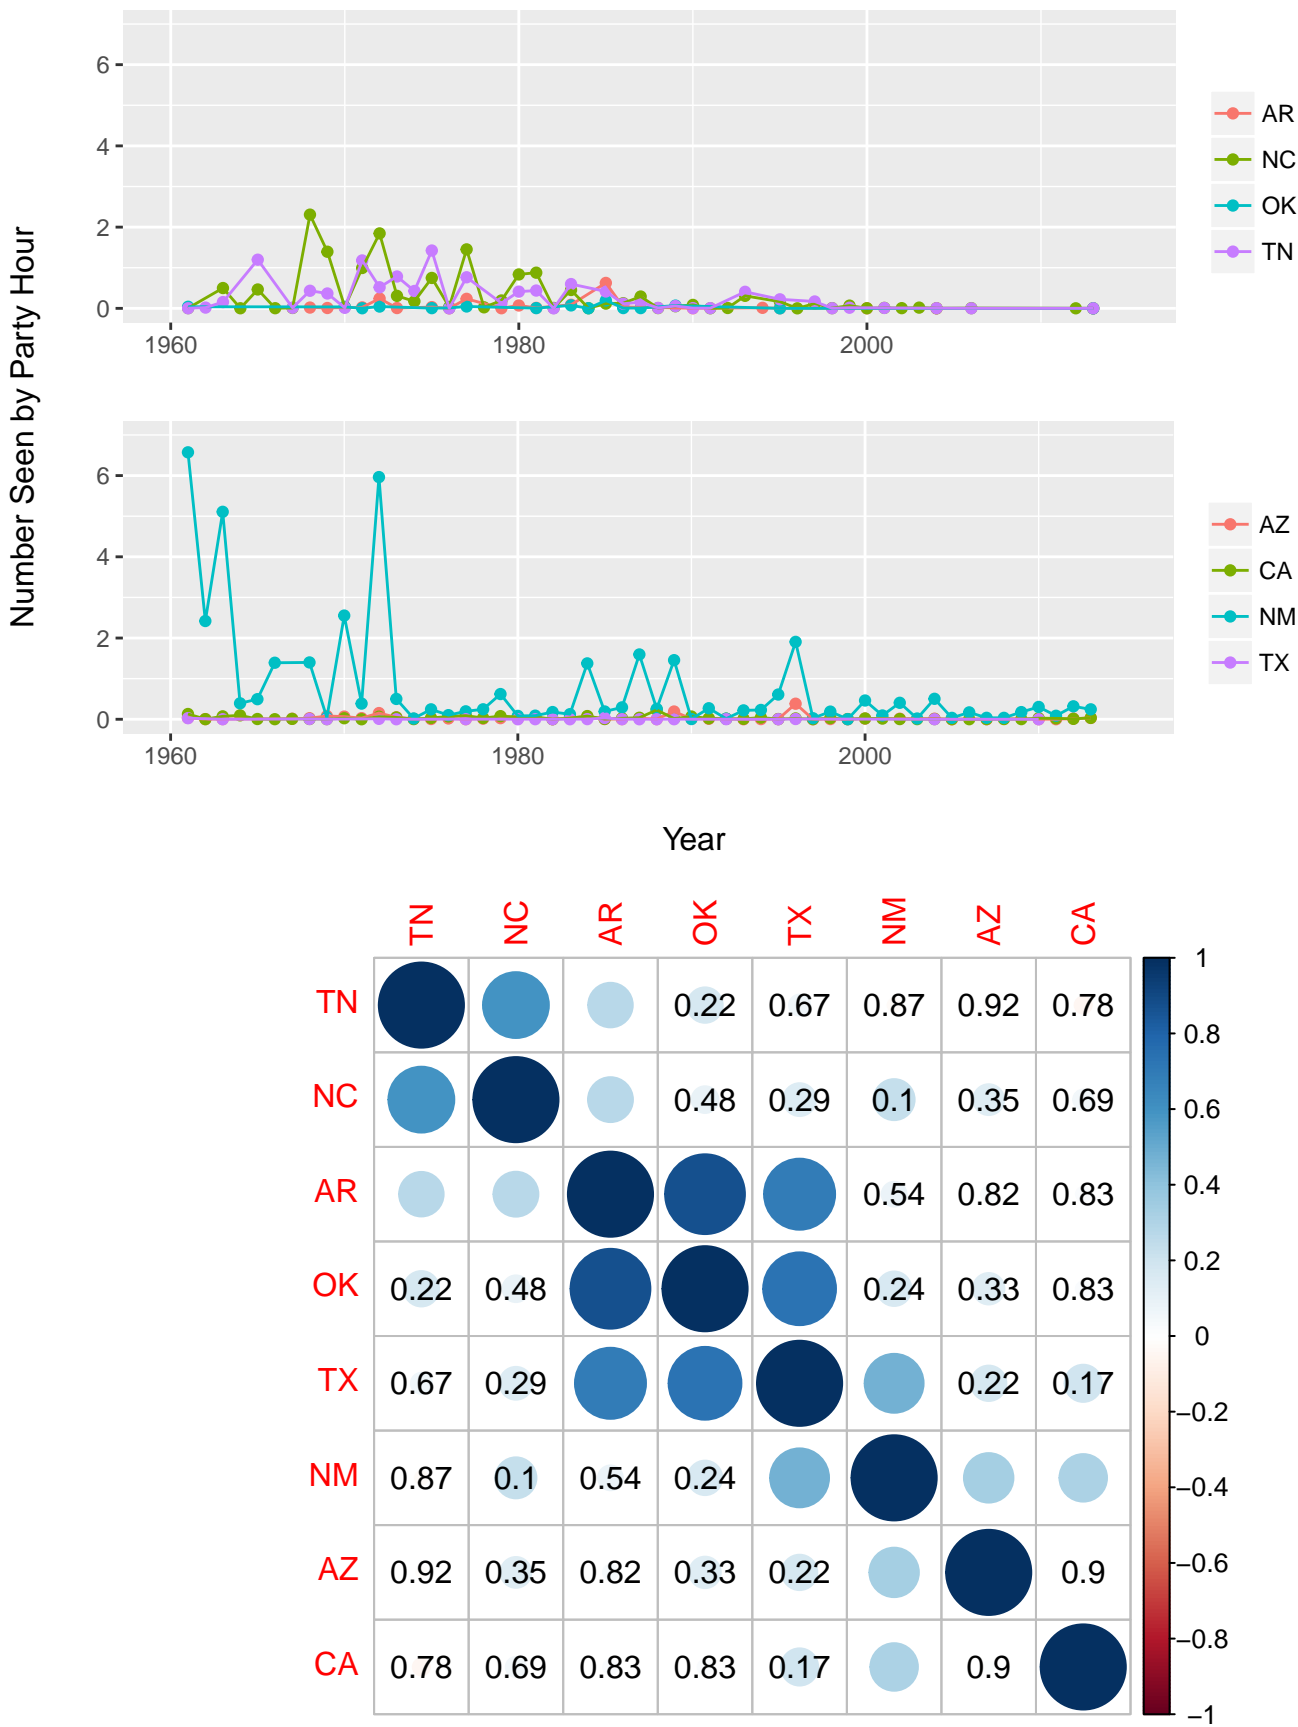 Number Seen by Party Hour
6
4
2
0
1960 1980 2000
AR
NC
OK
TN
6
4
2
0
1960 1980 2000
AZ
CA
NM
TX
Year
TN NC AR OK TX NM AZ CA
TN 0.22 0.67 0.87 0.92 0.78
NC 0.48 0.29 0.1 0.35 0.69
AR 0.54 0.82 0.83
OK 0.22 0.48 0.24 0.33 0.83
TX 0.67 0.29 0.22 0.17
NM 0.87 0.1 0.54 0.24
AZ 0.92 0.35 0.82 0.33 0.22 0.9
CA 0.78 0.69 0.83 0.83 0.17 0.9
1
0.8
0.6
0.4
0.2
0
−0.2
−0.4
−0.6
−0.8
−1